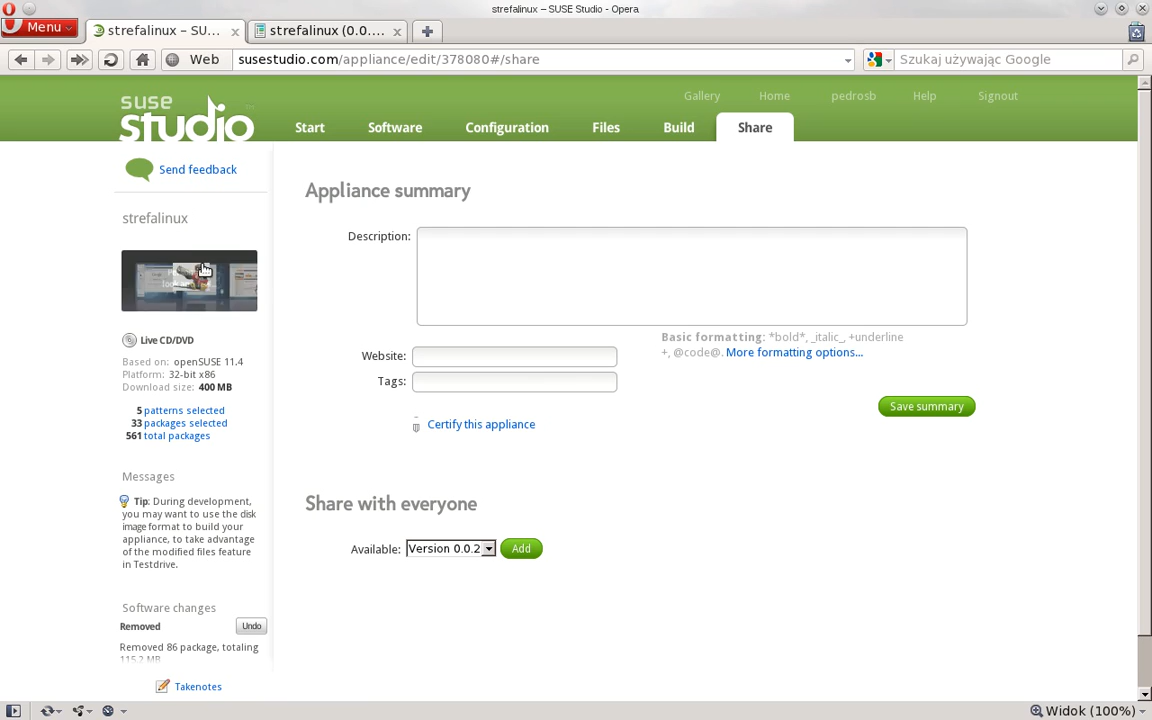 strefalinux – SUSE Studio - Opera
Menu
strefalinux – SU...
strefalinux (0.0....
Web
susestudio.com/appliance/edit/378080#/share
Szukaj używając Google
suse studio
Gallery
Home
pedrosb
Help
Signout
Start
Software
Configuration
Files
Build
Share
Send feedback
strefalinux
Live CD/DVD
Based on: openSUSE 11.4
Platform: 32-bit x86
Download size: 400 MB
5 patterns selected
33 packages selected
561 total packages
Messages
Tip: During development,
you may want to use the disk
image format to build your
appliance, to take advantage
of the modified files feature
in Testdrive.
Software changes
Removed
Undo
Removed 86 package, totaling
115.2 MB
Takenotes
Appliance summary
Description:
Basic formatting: *bold*, _italic_, +underline
+, @code@. More formatting options...
Website:
Tags:
Save summary
Certify this appliance
Share with everyone
Available:
Version 0.0.2
Add
Widok (100%)